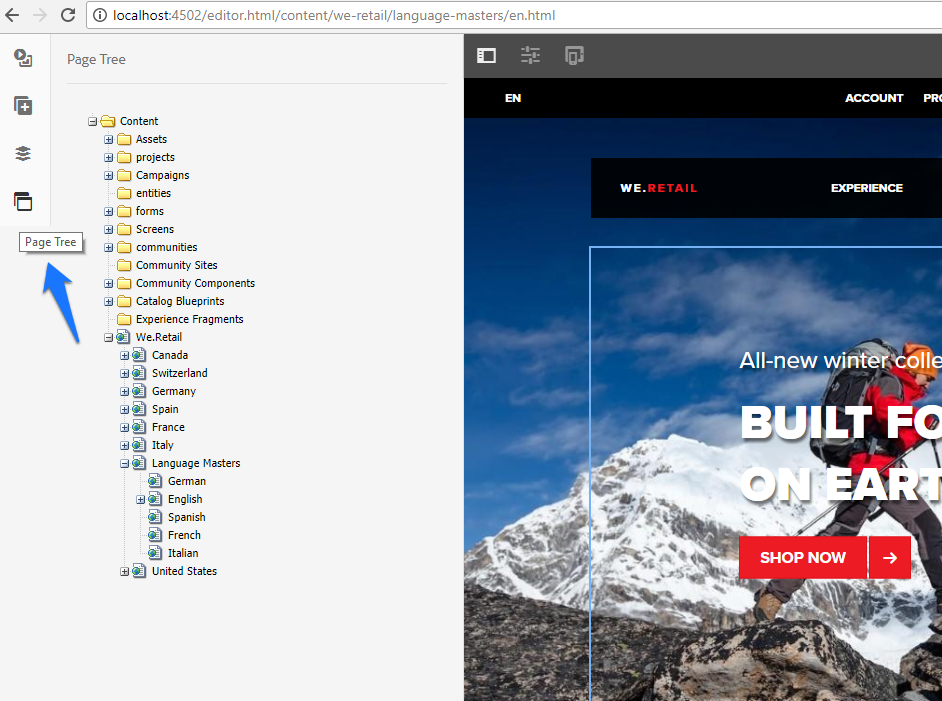 localhost:4502/editor.html/content/we-retail/language-masters/en.html
Page Tree
Content
Assets
projects
Campaigns
entities
forms
Screens
communities
Community Sites
Community Components
Catalog Blueprints
Experience Fragments
We.Retail
Canada
Switzerland
Germany
Spain
France
Italy
Language Masters
German
English
Spanish
French
Italian
United States
Page Tree
EN ACCOUNT PRO
WE.RETAIL EXPERIENCE
All-new winter colle
BUILT FO
ON EART
SHOP NOW